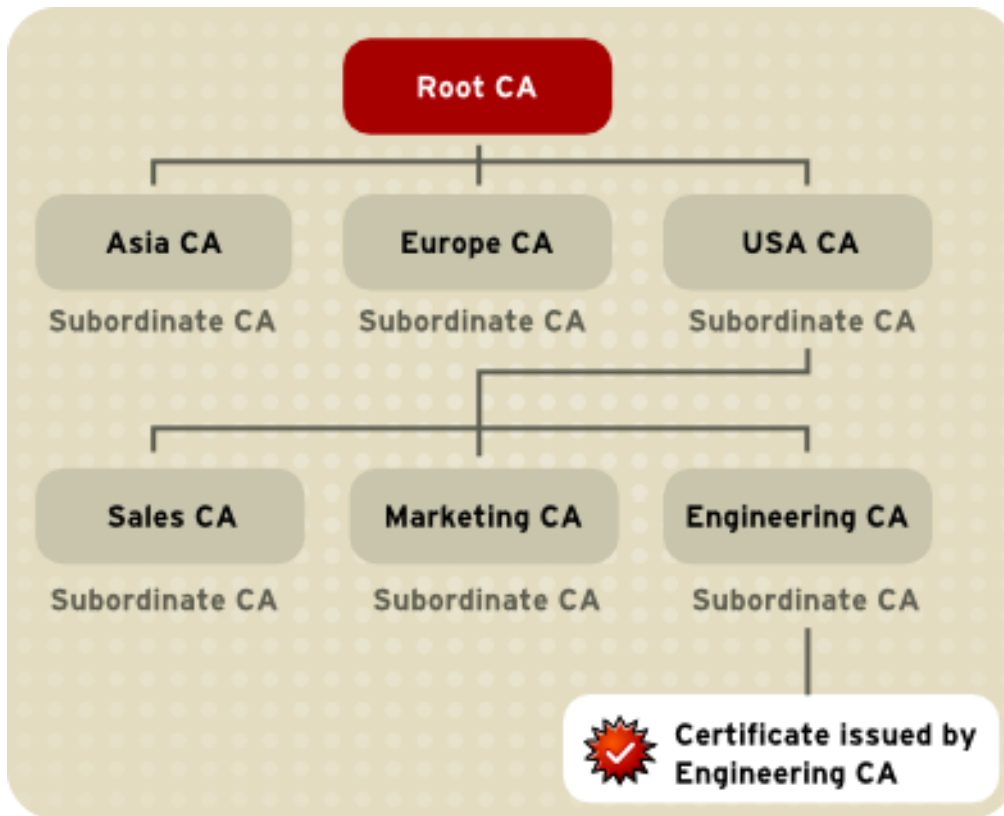 Root CA
Asia CA
Europe CA
USA CA
Subordinate CA
Subordinate CA
Subordinate CA
Sales CA
Marketing CA
Engineering CA
Subordinate CA
Subordinate CA
Subordinate CA
Certificate issued by
Engineering CA